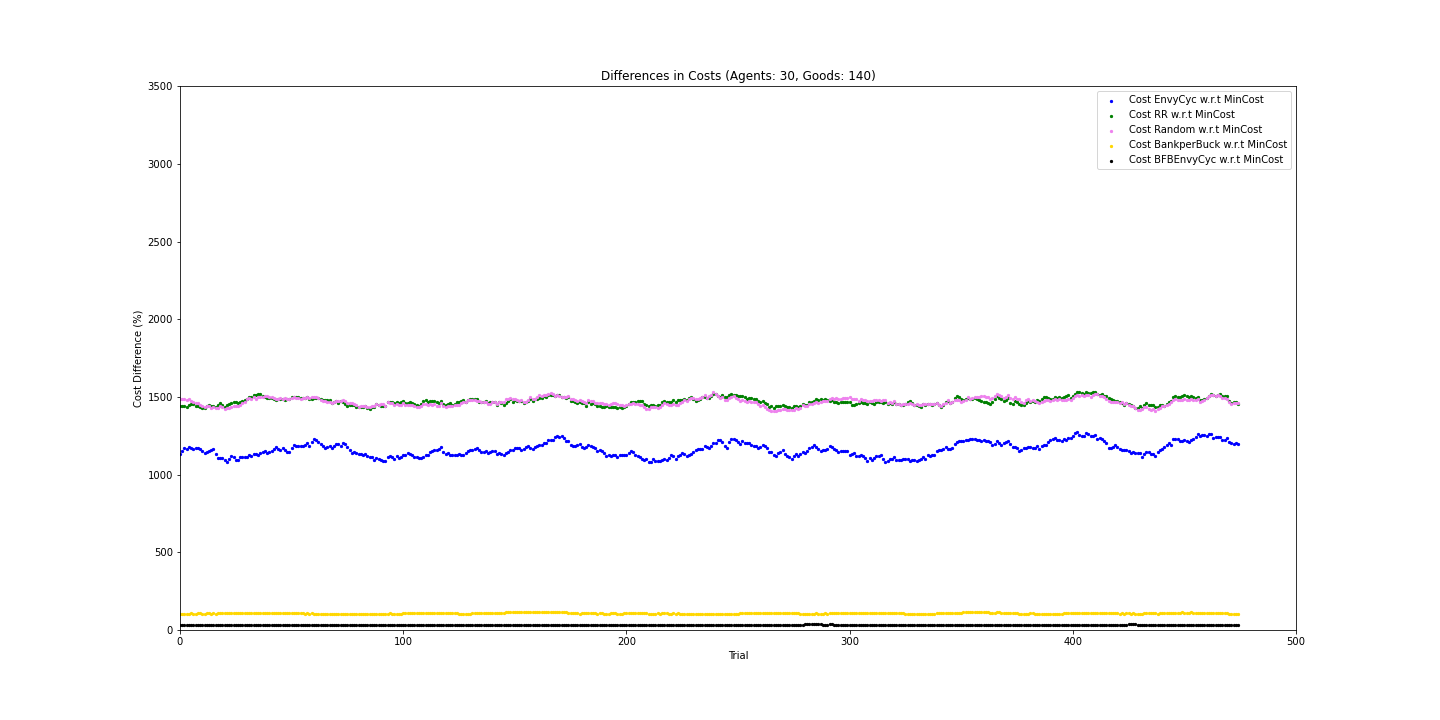 Differences in Costs (Agents: 30, Goods: 140)
3500
3000
2500
2000
1500
1000
500
0
Cost Difference (%)
Cost EnvyCyc w.r.t MinCost
Cost RR w.r.t MinCost
Cost Random w.r.t MinCost
Cost BankperBuck w.r.t MinCost
Cost BFBEnvyCyc w.r.t MinCost
0 100 200 300 400 500
Trial